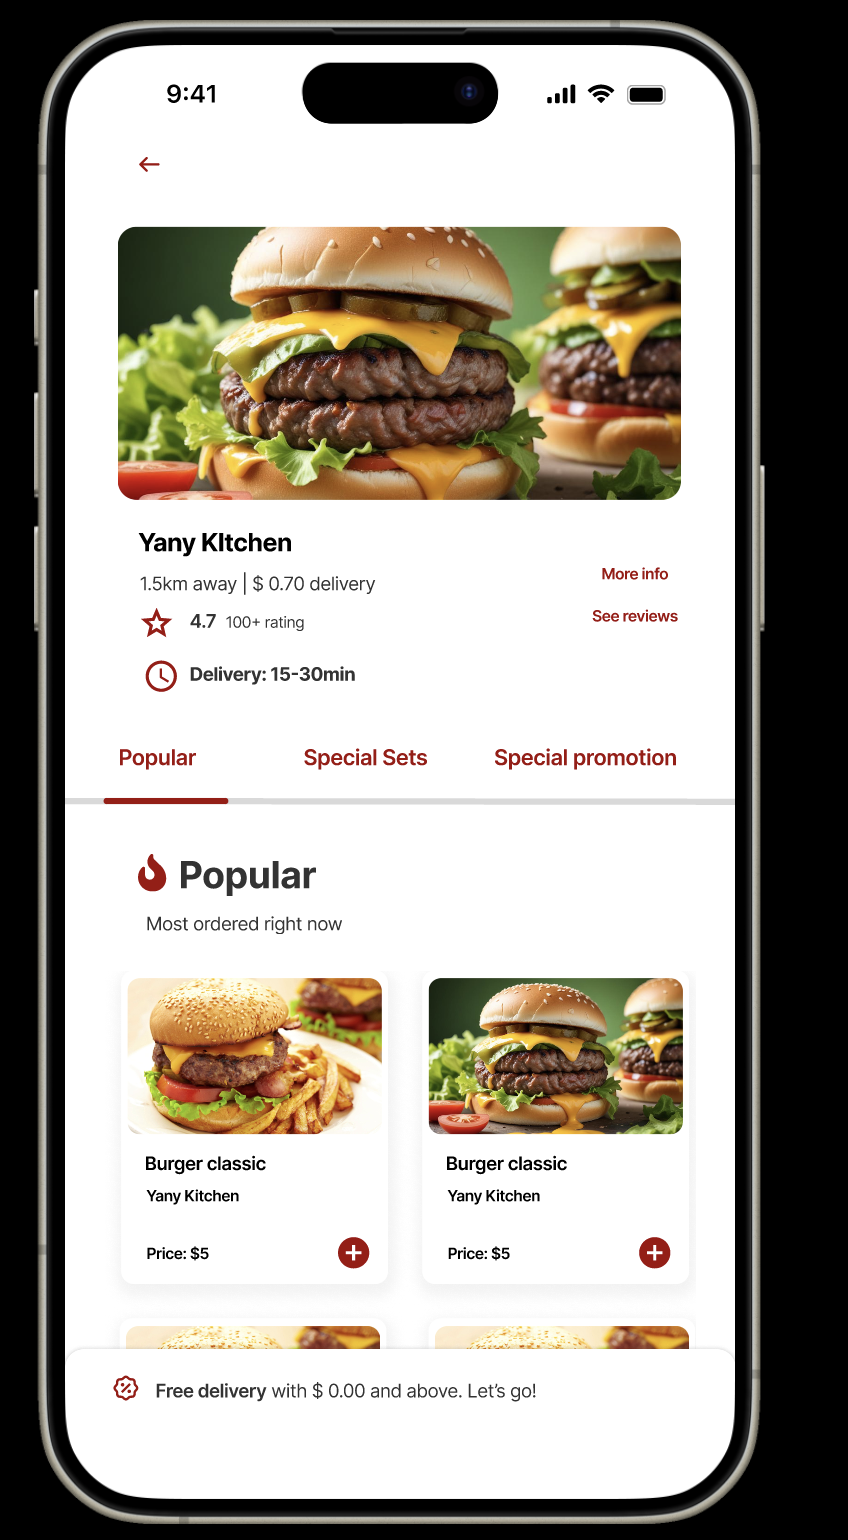 9:41
Yany KItchen
1.5km away | $ 0.70 delivery
More info
4.7 100+ rating
See reviews
Delivery: 15-30min
Popular Special Sets Special promotion
Popular
Most ordered right now
Burger classic Burger classic
Yany Kitchen Yany Kitchen
Price: $5 Price: $5
Free delivery with $ 0.00 and above. Let’s go!